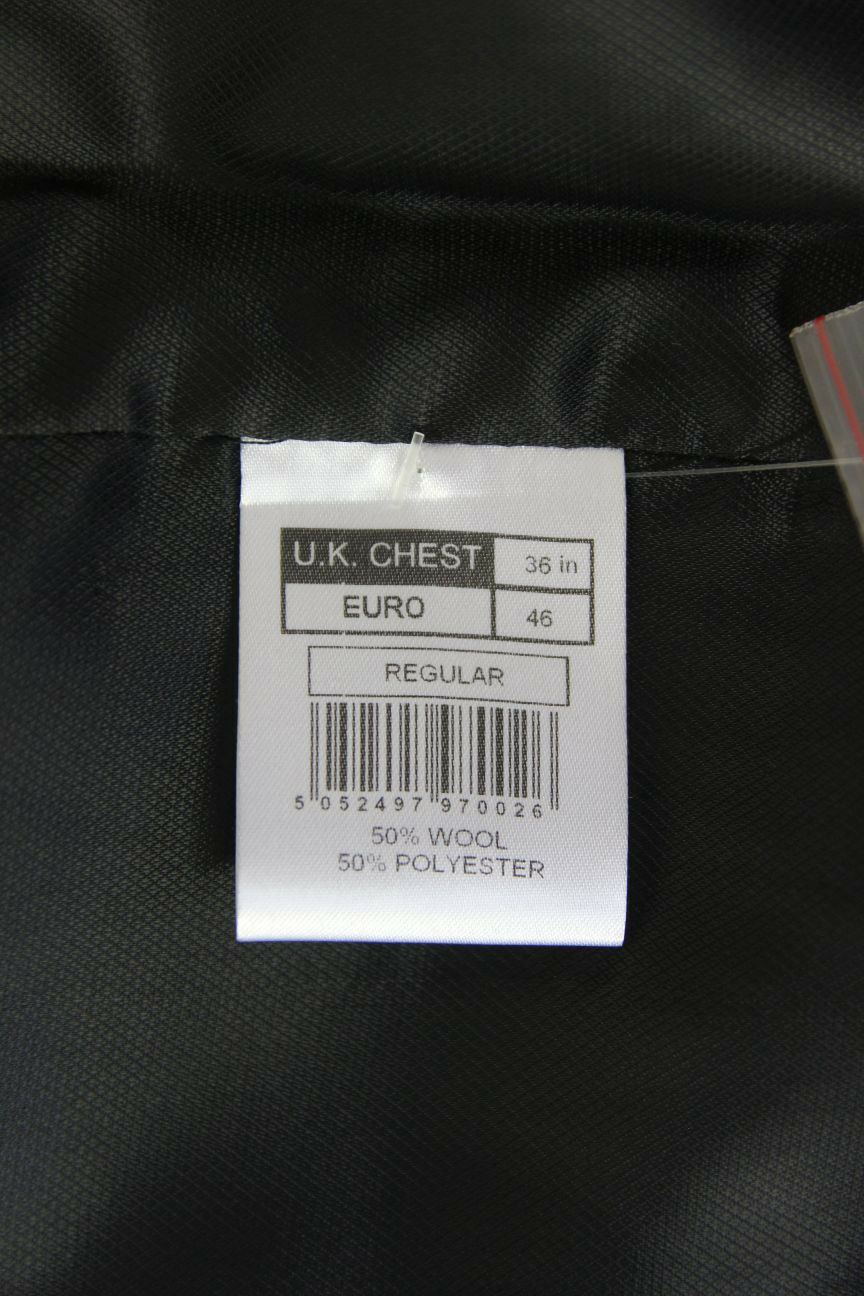 U.K. CHEST 36 in
EURO 46
REGULAR
5 052497 970026
50% WOOL
50% POLYESTER